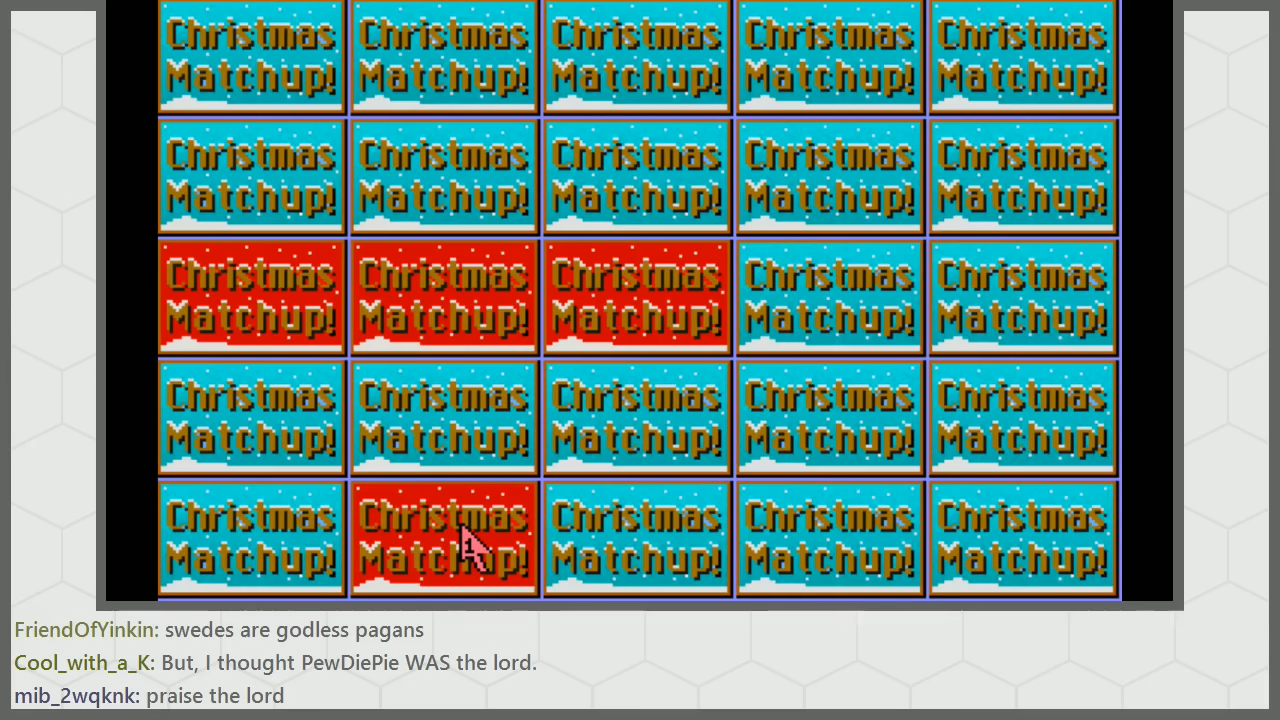 Christmas Christmas Christmas Christmas Christmas
Matchup! Matchup! Matchup! Matchup! Matchup!
Christmas Christmas Christmas Christmas Christmas
Matchup! Matchup! Matchup! Matchup! Matchup!
Christmas Christmas Christmas Christmas Christmas
Matchup! Matchup! Matchup! Matchup! Matchup!
Christmas Christmas Christmas Christmas Christmas
Matchup! Matchup! Matchup! Matchup! Matchup!
Christmas Christmas Christmas Christmas Christmas
Matchup! Matchup! Matchup! Matchup! Matchup!
1
FriendOfYinkin: swedes are godless pagans
Cool_with_a_K: But, I thought PewDiePie WAS the lord.
mib_2wqknk: praise the lord